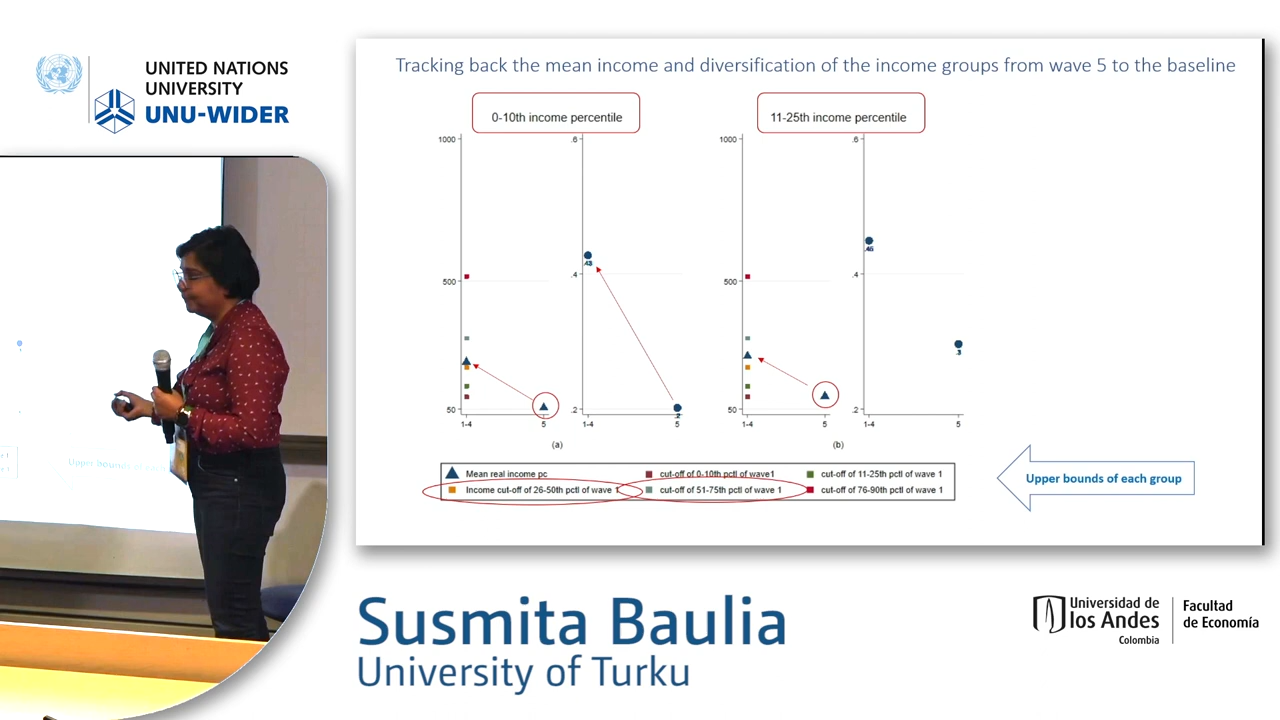 UNITED NATIONS
UNIVERSITY
UNU-WIDER
Tracking back the mean income and diversification of the income groups from wave 5 to the baseline
0-10th income percentile
11-25th income percentile
1000
.6
1000
.6
.43
.45
500
.4
500
.4
.3
50
.2
.2
50
.2
1-4
5
1-4
5
1-4
5
1-4
5
(a)
(b)
Mean real income pc
cut-off of 0-10th pctl of wave1
cut-off of 11-25th pctl of wave 1
Income cut-off of 26-50th pctl of wave 1
cut-off of 51-75th pctl of wave 1
cut-off of 76-90th pctl of wave 1
Upper bounds of each group
Susmita Baulia
University of Turku
Universidad de
los Andes
Colombia
Facultad
de Economía